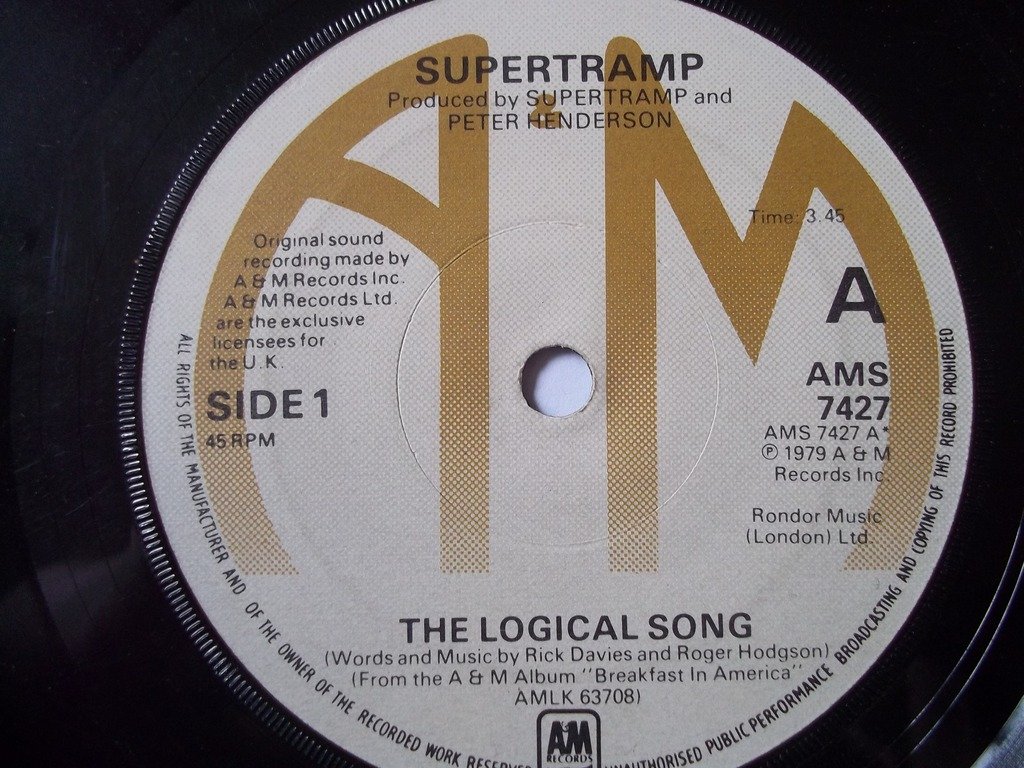 SUPERTRAMP
Produced by SUPERTRAMP and
PETER HENDERSON
A&M
Time: 3.45
Original sound
recording made by
A & M Records Inc.
A & M Records Ltd.
are the exclusive
licensees for
the U.K.
SIDE 1
45 RPM
A
AMS
7427
AMS 7427 A*
℗ 1979 A & M
Records Inc.
Rondor Music
(London) Ltd.
THE LOGICAL SONG
(Words and Music by Rick Davies and Roger Hodgson)
(From the A & M Album "Breakfast In America"
AMLK 63708)
A&M
RECORDS
ALL RIGHTS OF THE MANUFACTURER AND OF THE OWNER OF THE RECORDED WORK RESERVED
UNAUTHORISED PUBLIC PERFORMANCE BROADCASTING AND COPYING OF THIS RECORD PROHIBITED